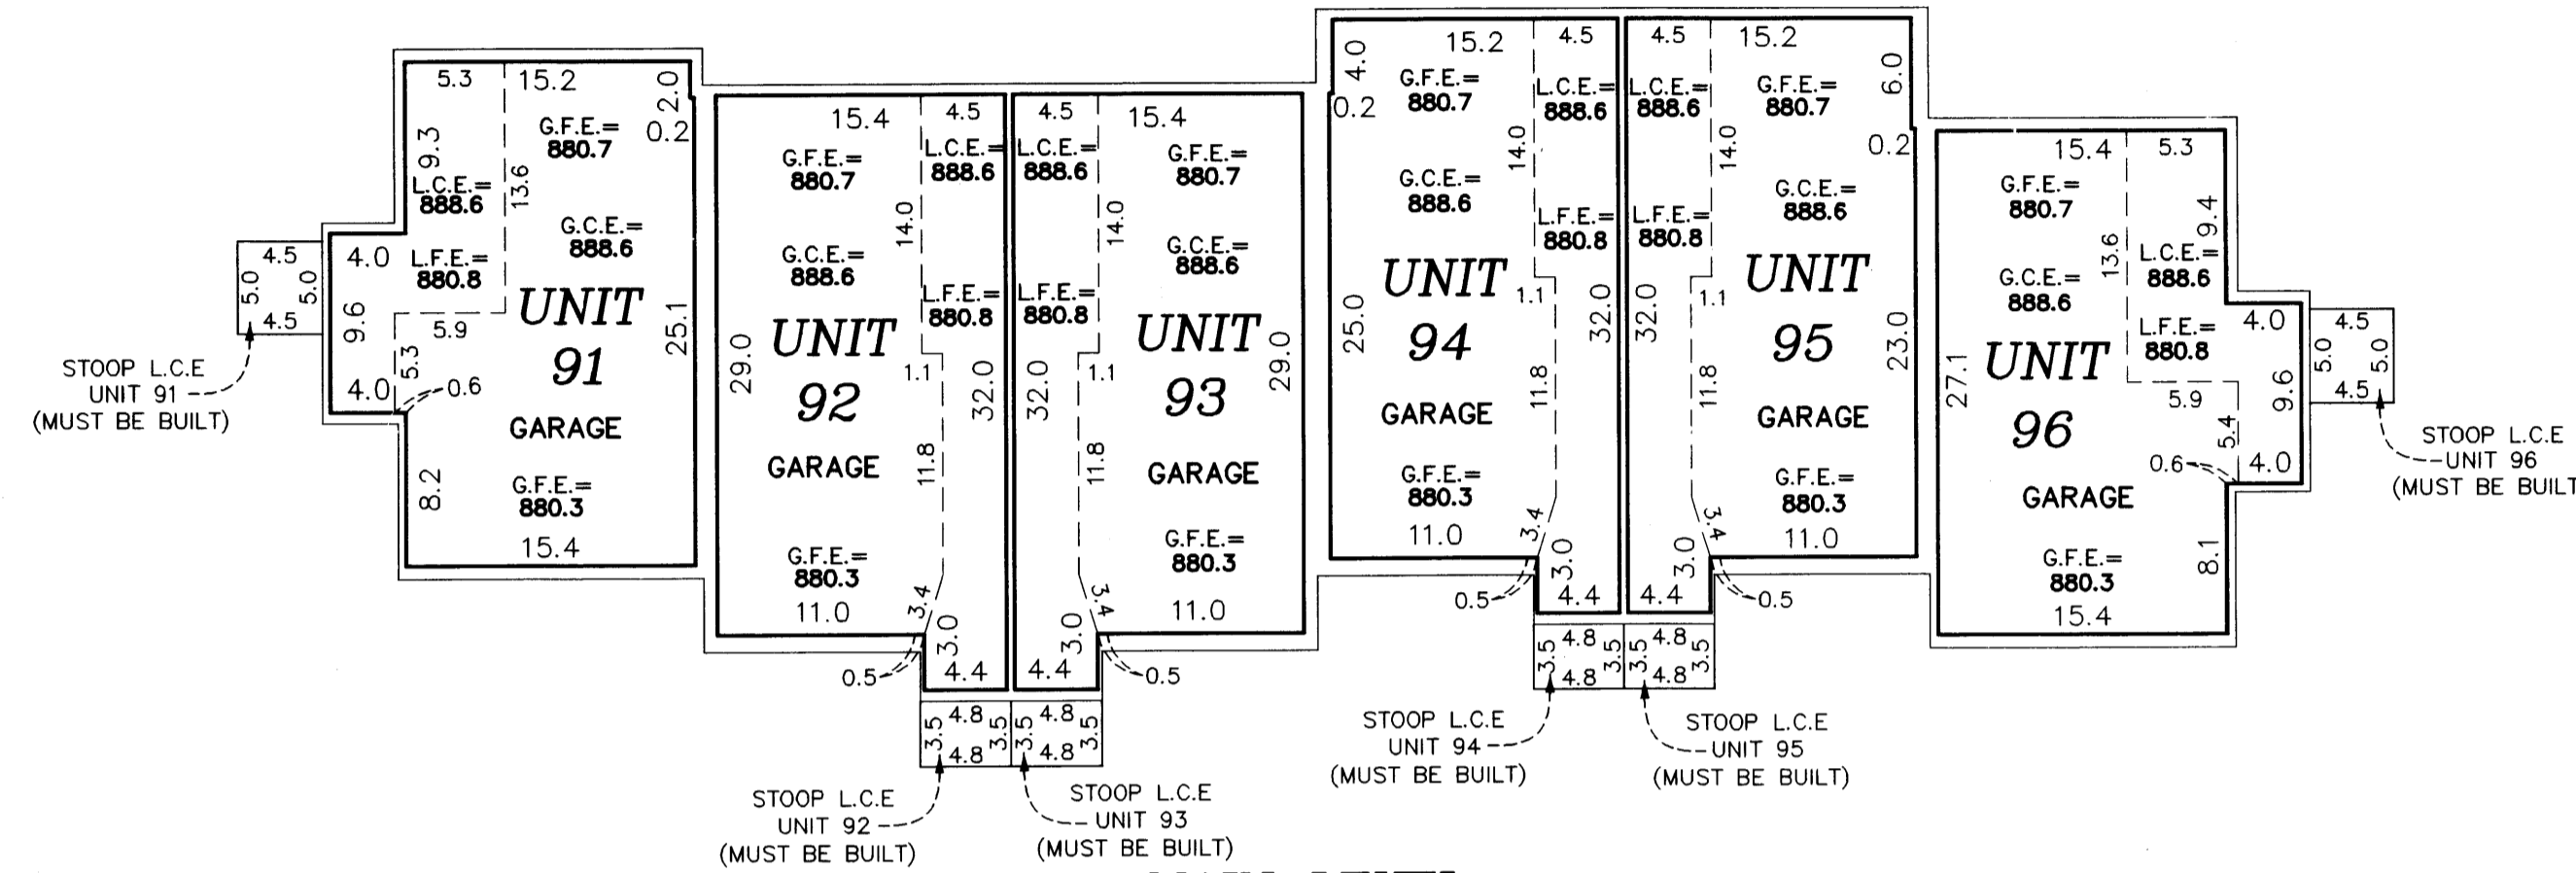 5.3 15.2 2.0
G.F.E.=
880.7
0.2
9.3
L.C.E.=
888.6
13.6
G.C.E.=
888.6
4.5
5.0 5.0
4.5
4.0
L.F.E.=
880.8
9.6
5.9
5.3
4.0
0.6
UNIT
91
25.1
GARAGE
8.2
G.F.E.=
880.3
15.4
STOOP L.C.E
UNIT 91
(MUST BE BUILT)
15.4 4.5
G.F.E.=
880.7
L.C.E.=
888.6
14.0
G.C.E.=
888.6
L.F.E.=
880.8
UNIT
92
29.0
1.1
32.0
11.8
GARAGE
G.F.E.=
880.3
11.0
3.4
3.0
0.5
4.4
4.8
3.5 3.5
4.8
STOOP L.C.E
UNIT 92
(MUST BE BUILT)
4.5 15.4
L.C.E.=
888.6
G.F.E.=
880.7
14.0
G.C.E.=
888.6
L.F.E.=
880.8
UNIT
93
29.0
1.1
32.0
11.8
GARAGE
G.F.E.=
880.3
11.0
3.4
3.0
0.5
4.4
4.8
3.5 3.5
4.8
STOOP L.C.E
UNIT 93
(MUST BE BUILT)
4.0 15.2 4.5
0.2
G.F.E.=
880.7
L.C.E.=
888.6
14.0
G.C.E.=
888.6
L.F.E.=
880.8
UNIT
94
25.0
1.1
32.0
11.8
GARAGE
G.F.E.=
880.3
11.0
3.4
3.0
0.5
4.4
4.8
3.5 3.5
4.8
STOOP L.C.E
UNIT 94
(MUST BE BUILT)
4.5 15.2 6.0
L.C.E.=
888.6
G.F.E.=
880.7
0.2
14.0
G.C.E.=
888.6
L.F.E.=
880.8
UNIT
95
23.0
1.1
32.0
11.8
GARAGE
G.F.E.=
880.3
11.0
3.4
3.0
0.5
4.4
4.8
3.5 3.5
4.8
STOOP L.C.E
UNIT 95
(MUST BE BUILT)
15.4 5.3
G.F.E.=
880.7
9.4
13.6
L.C.E.=
888.6
G.C.E.=
888.6
L.F.E.=
880.8
4.0
4.5
5.0 5.0
4.5
UNIT
96
27.1
5.9
9.6
5.4
0.6
4.0
GARAGE
G.F.E.=
880.3
8.1
15.4
STOOP L.C.E
UNIT 96
(MUST BE BUILT